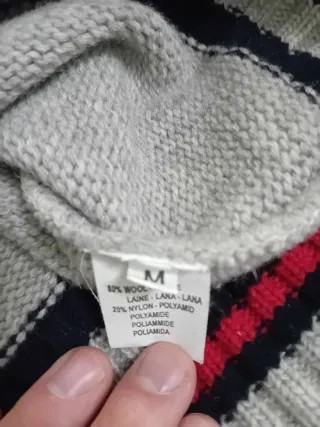 M
80% WOOL
LAINE - LANA - LANA
20% NYLON - POLYAMID
POLYAMIDE
POLIAMMIDE
POLIAMIDA